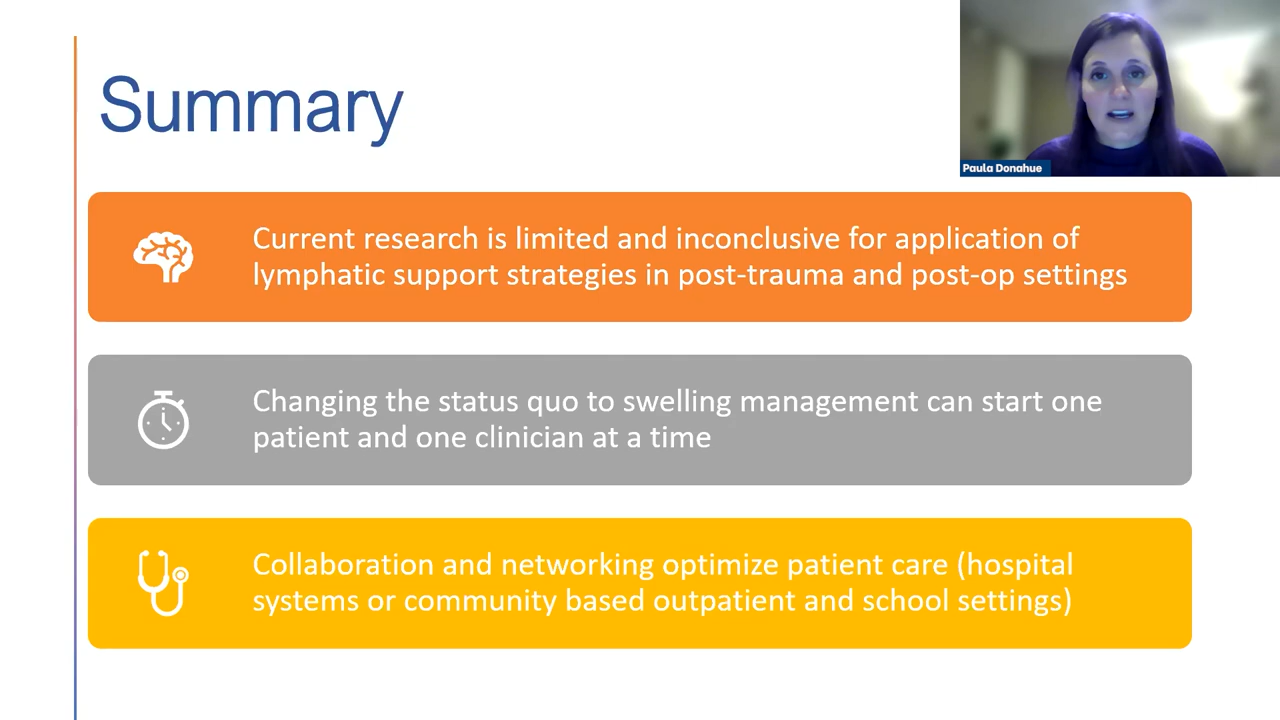 Summary
Paula Donahue
Current research is limited and inconclusive for application of
lymphatic support strategies in post-trauma and post-op settings
Changing the status quo to swelling management can start one
patient and one clinician at a time
Collaboration and networking optimize patient care (hospital
systems or community based outpatient and school settings)